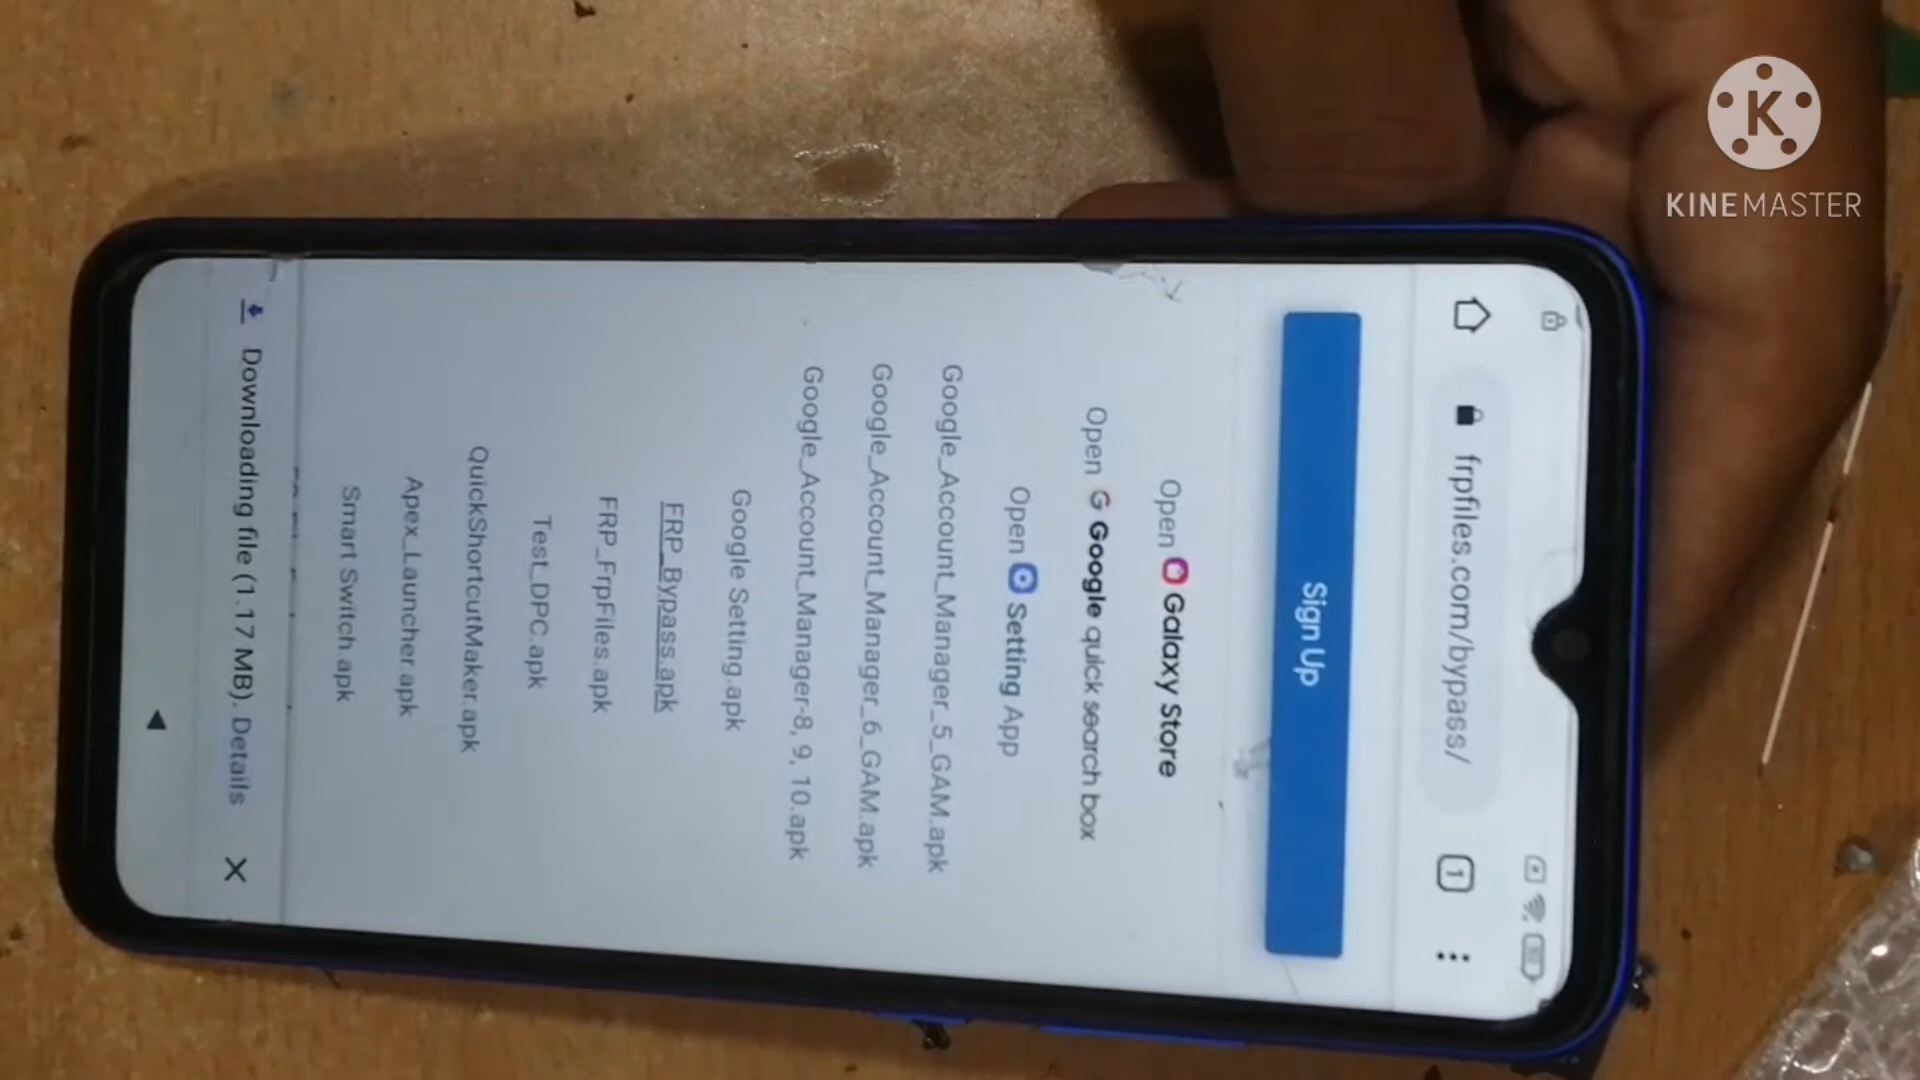 KINEMASTER
frpfiles.com/bypass/
1
Sign Up
Open Galaxy Store
Open G Google quick search box
Open Setting App
Google_Account_Manager_5_GAM.apk
Google_Account_Manager_6_GAM.apk
Google_Account_Manager-8, 9, 10.apk
Google Setting.apk
FRP_Bypass.apk
FRP_FrpFiles.apk
Test_DPC.apk
QuickShortcutMaker.apk
Apex_Launcher.apk
Smart Switch.apk
Downloading file (1.17 MB). Details